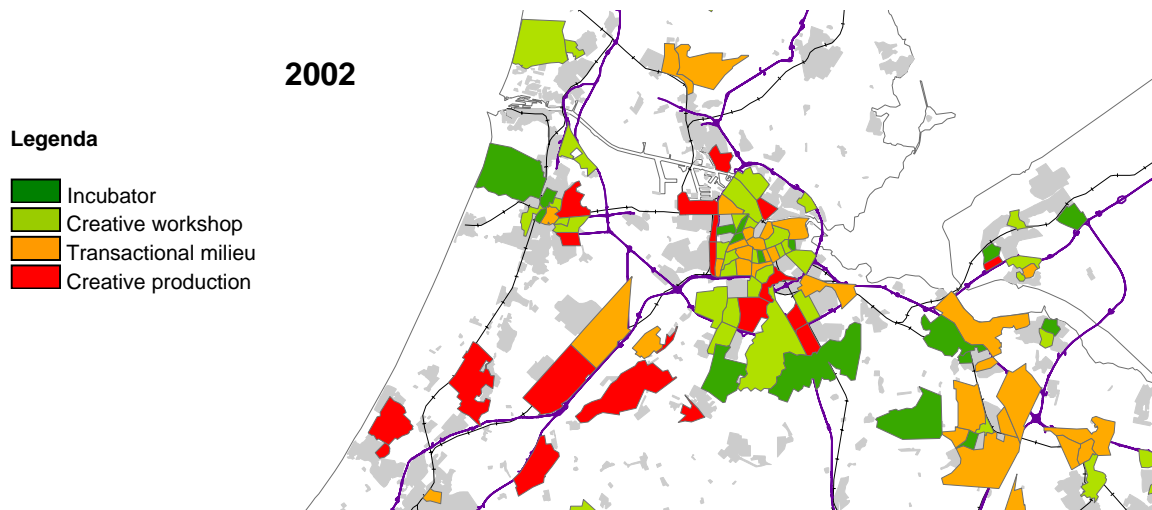 2002
Legenda
Incubator
Creative workshop
Transactional milieu
Creative production